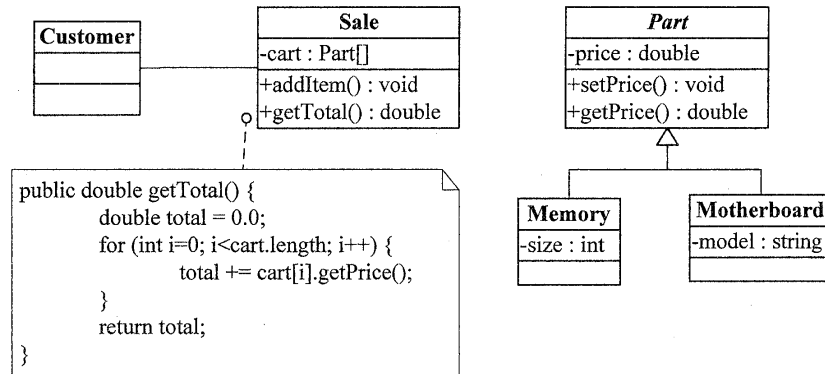 Customer
Sale
-cart : Part[]
+addItem() : void
+getTotal() : double
Part
-price : double
+setPrice() : void
+getPrice() : double
public double getTotal() {
double total = 0.0;
for (int i=0; i<cart.length; i++) {
total += cart[i].getPrice();
}
return total;
}
Memory
-size : int
Motherboard
-model : string